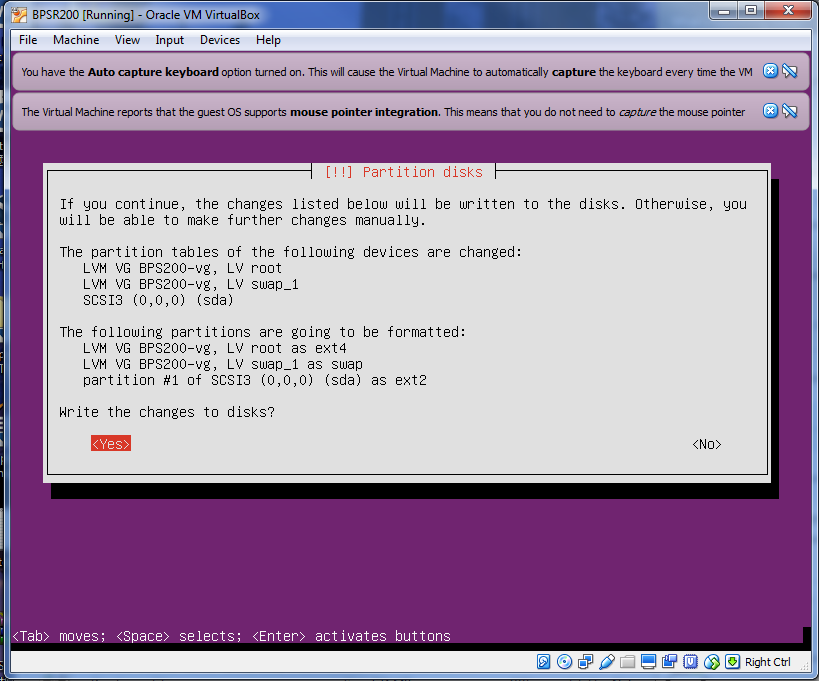 BPSR200 [Running] - Oracle VM VirtualBox
File Machine View Input Devices Help
You have the Auto capture keyboard option turned on. This will cause the Virtual Machine to automatically capture the keyboard every time the VM
The Virtual Machine reports that the guest OS supports mouse pointer integration. This means that you do not need to capture the mouse pointer
[!!] Partition disks
If you continue, the changes listed below will be written to the disks. Otherwise, you
will be able to make further changes manually.
The partition tables of the following devices are changed:
LVM VG BPS200-vg, LV root
LVM VG BPS200-vg, LV swap_1
SCSI3 (0,0,0) (sda)
The following partitions are going to be formatted:
LVM VG BPS200-vg, LV root as ext4
LVM VG BPS200-vg, LV swap_1 as swap
partition #1 of SCSI3 (0,0,0) (sda) as ext2
Write the changes to disks?
<Yes> <No>
<Tab> moves; <Space> selects; <Enter> activates buttons
Right Ctrl